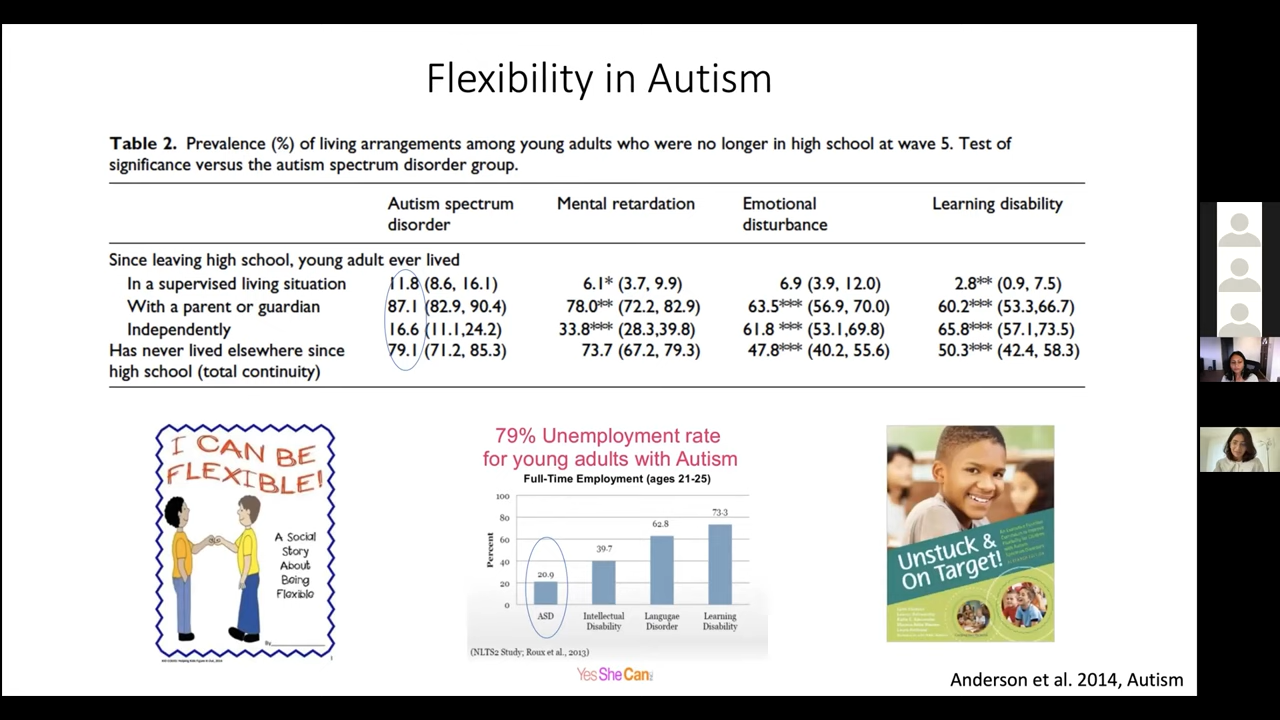 Flexibility in Autism
Table 2. Prevalence (%) of living arrangements among young adults who were no longer in high school at wave 5. Test of
significance versus the autism spectrum disorder group.
Autism spectrum disorder
Mental retardation
Emotional disturbance
Learning disability
Since leaving high school, young adult ever lived
In a supervised living situation 11.8 (8.6, 16.1) 6.1* (3.7, 9.9) 6.9 (3.9, 12.0) 2.8** (0.9, 7.5)
With a parent or guardian 87.1 (82.9, 90.4) 78.0** (72.2, 82.9) 63.5*** (56.9, 70.0) 60.2*** (53.3,66.7)
Independently 16.6 (11.1,24.2) 33.8*** (28.3,39.8) 61.8 *** (53.1,69.8) 65.8*** (57.1,73.5)
Has never lived elsewhere since 79.1 (71.2, 85.3) 73.7 (67.2, 79.3) 47.8*** (40.2, 55.6) 50.3*** (42.4, 58.3)
high school (total continuity)
I CAN BE
FLEXIBLE!
A Social
Story
About
Being
Flexible
By
79% Unemployment rate
for young adults with Autism
Full-Time Employment (ages 21-25)
Percent
100
80
60
40
20
0
20.9
39.7
62.8
73.3
ASD
Intellectual
Disability
Langugae
Disorder
Learning
Disability
(NLTS2 Study; Roux et al., 2013)
YesSheCan
Unstuck &
On Target!
Anderson et al. 2014, Autism